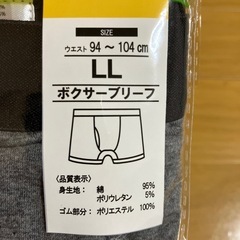 SIZE
ウエスト 94～104cm
LL
ボクサーブリーフ
〈品質表示〉
身生地： 綿 95%
ポリウレタン 5%
ゴム部分： ポリエステル 100%